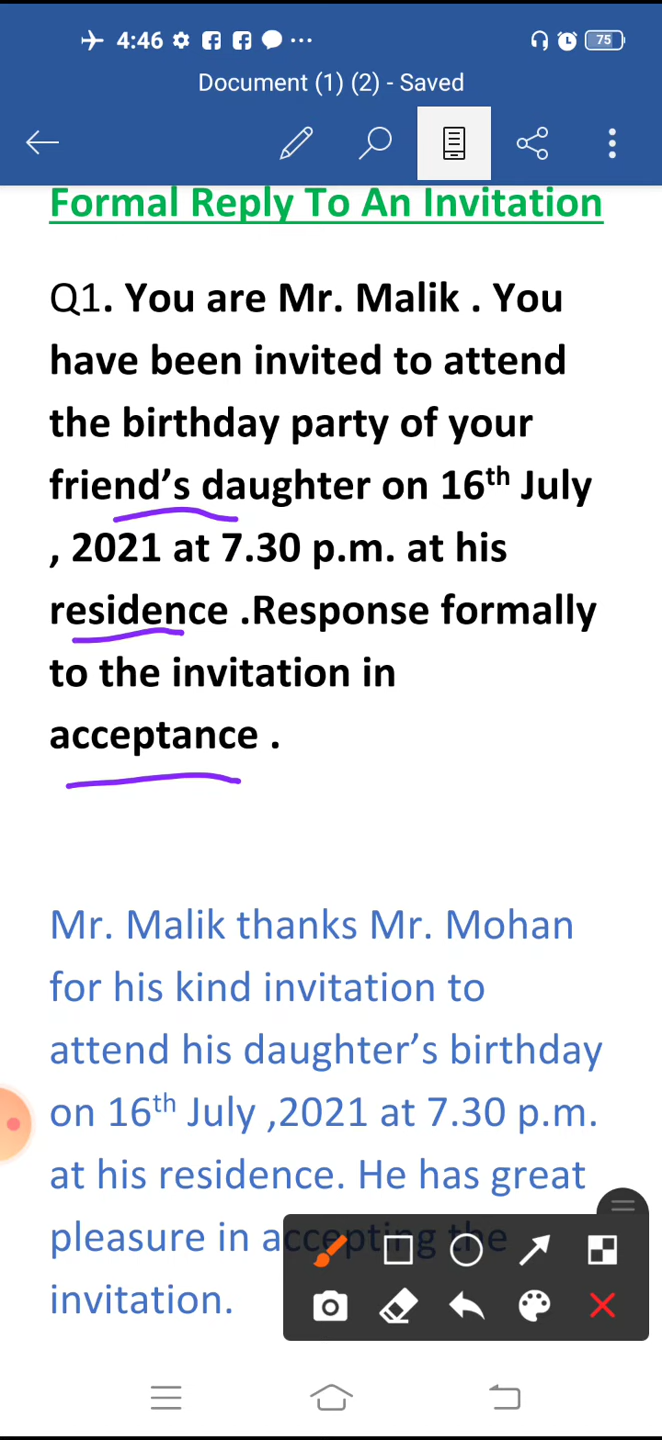 4:46
75
Document (1) (2) - Saved
Formal Reply To An Invitation
Q1. You are Mr. Malik . You
have been invited to attend
the birthday party of your
friend’s daughter on 16th July
, 2021 at 7.30 p.m. at his
residence .Response formally
to the invitation in
acceptance .
Mr. Malik thanks Mr. Mohan
for his kind invitation to
attend his daughter’s birthday
on 16th July ,2021 at 7.30 p.m.
at his residence. He has great
pleasure in accepting the
invitation.